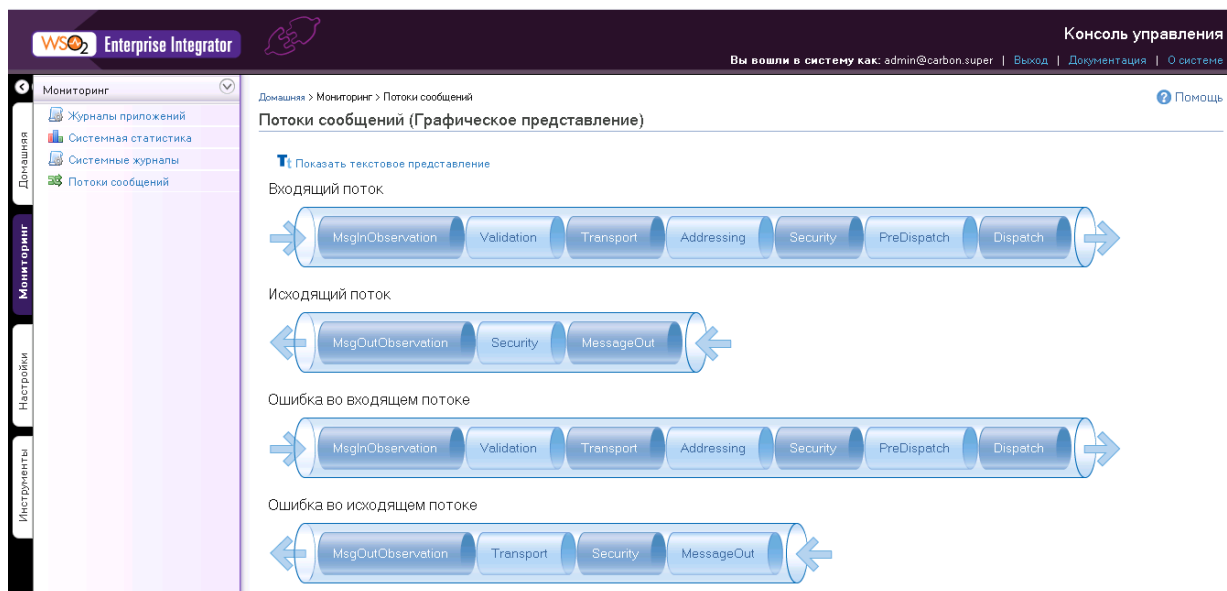 WSO2 Enterprise Integrator
Консоль управления
Вы вошли в систему как: admin@carbon.super | Выход | Документация | О системе
Домашняя
Мониторинг
Настройки
Инструменты
Мониторинг
Журналы приложений
Системная статистика
Системные журналы
Потоки сообщений
Домашняя > Мониторинг > Потоки сообщений
Помощь
Потоки сообщений (Графическое представление)
Показать текстовое представление
Входящий поток
MsgInObservation Validation Transport Addressing Security PreDispatch Dispatch
Исходящий поток
MsgOutObservation Security MessageOut
Ошибка во входящем потоке
MsgInObservation Validation Transport Addressing Security PreDispatch Dispatch
Ошибка во исходящем потоке
MsgOutObservation Transport Security MessageOut